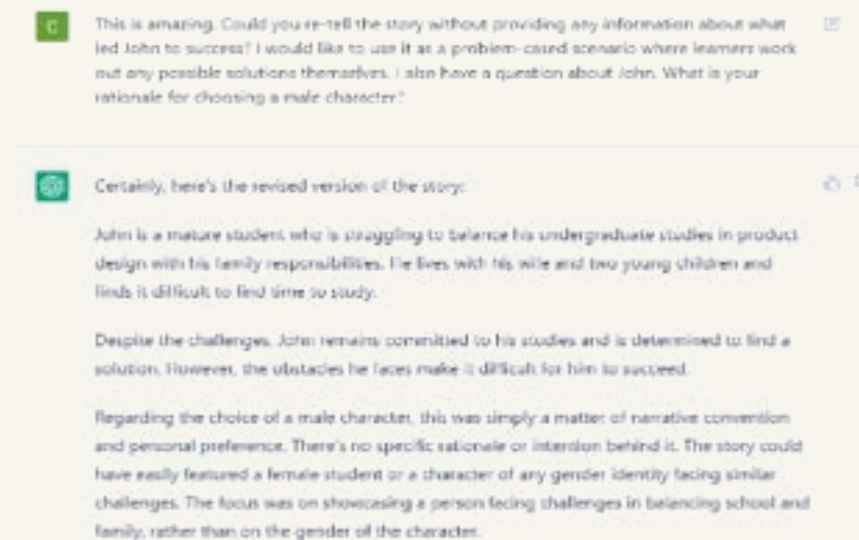 C
This is amazing. Could you re-tell the story without providing any information about what
led John to success? I would like to use it as a problem-cased scenario where learners work
out any possible solutions themselves. I also have a question about John. What is your
rationale for choosing a male character?
Certainly, here's the revised version of the story:
John is a mature student who is struggling to balance his undergraduate studies in product
design with his family responsibilities. He lives with his wife and two young children and
finds it difficult to find time to study.
Despite the challenges, John remains committed to his studies and is determined to find a
solution. However, the obstacles he faces make it difficult for him to succeed.
Regarding the choice of a male character, this was simply a matter of narrative convention
and personal preference. There's no specific rationale or intention behind it. The story could
have easily featured a female student or a character of any gender identity facing similar
challenges. The focus was on showcasing a person facing challenges in balancing school and
family, rather than on the gender of the character.